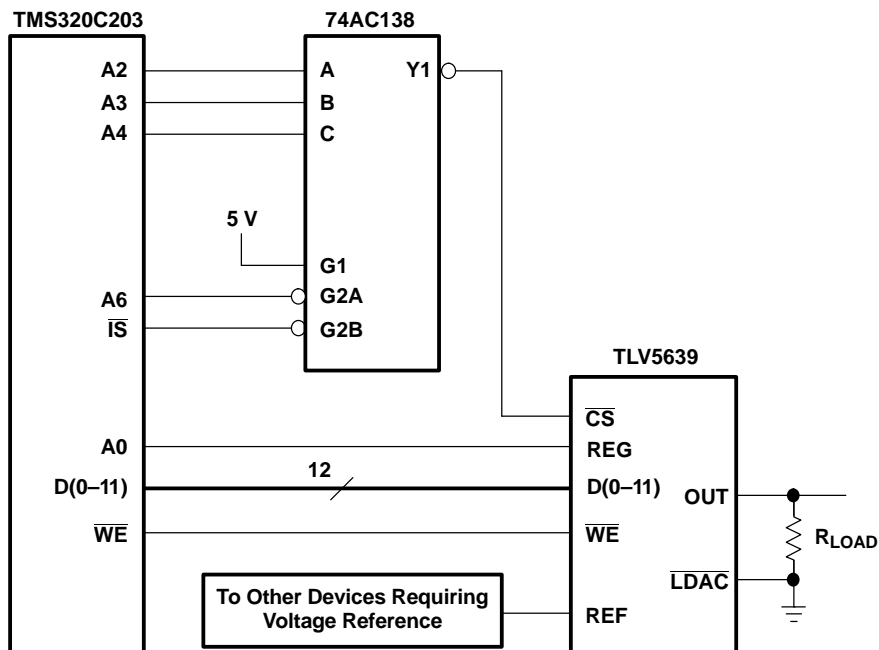 TMS320C203
74AC138
A2
A
Y1
A3
B
A4
C
5 V
G1
A6
G2A
IS
G2B
TLV5639
CS
A0
REG
12
D(0–11)
D(0–11)
OUT
WE
WE
RLOAD
LDAC
To Other Devices Requiring
Voltage Reference
REF